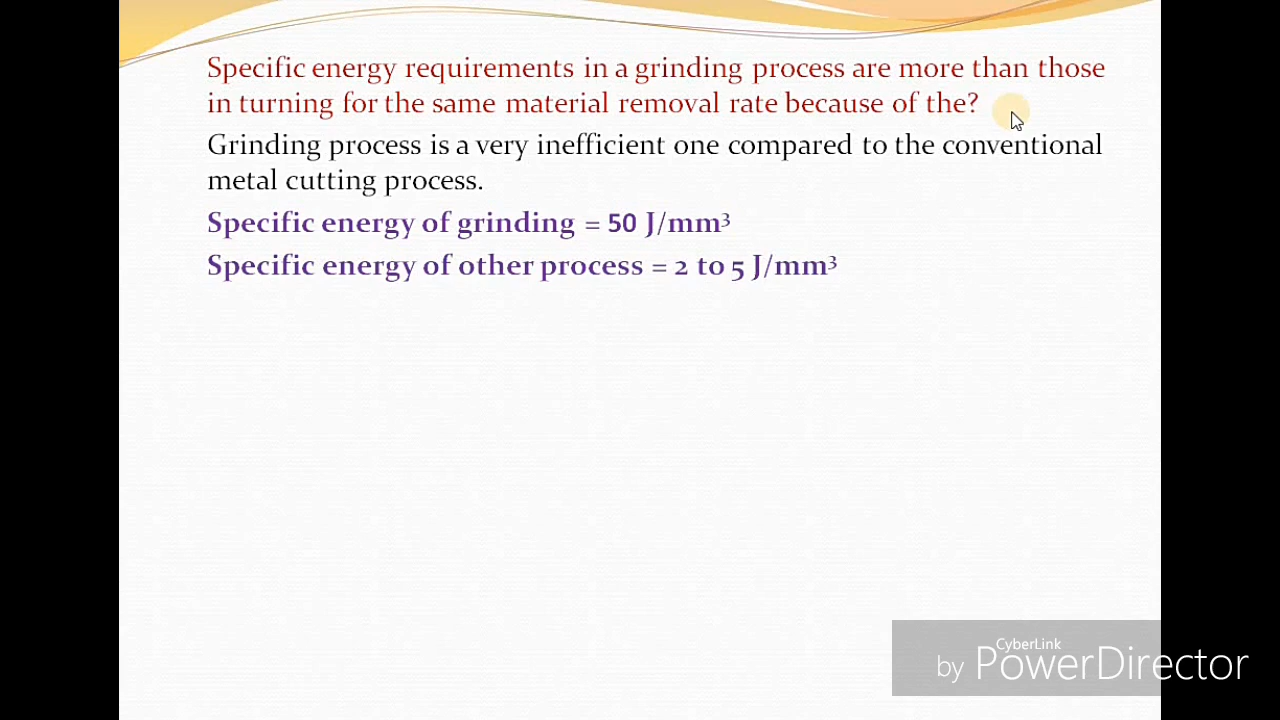 Specific energy requirements in a grinding process are more than those
in turning for the same material removal rate because of the?
Grinding process is a very inefficient one compared to the conventional
metal cutting process.
Specific energy of grinding = 50 J/mm³
Specific energy of other process = 2 to 5 J/mm³
CyberLink
by PowerDirector